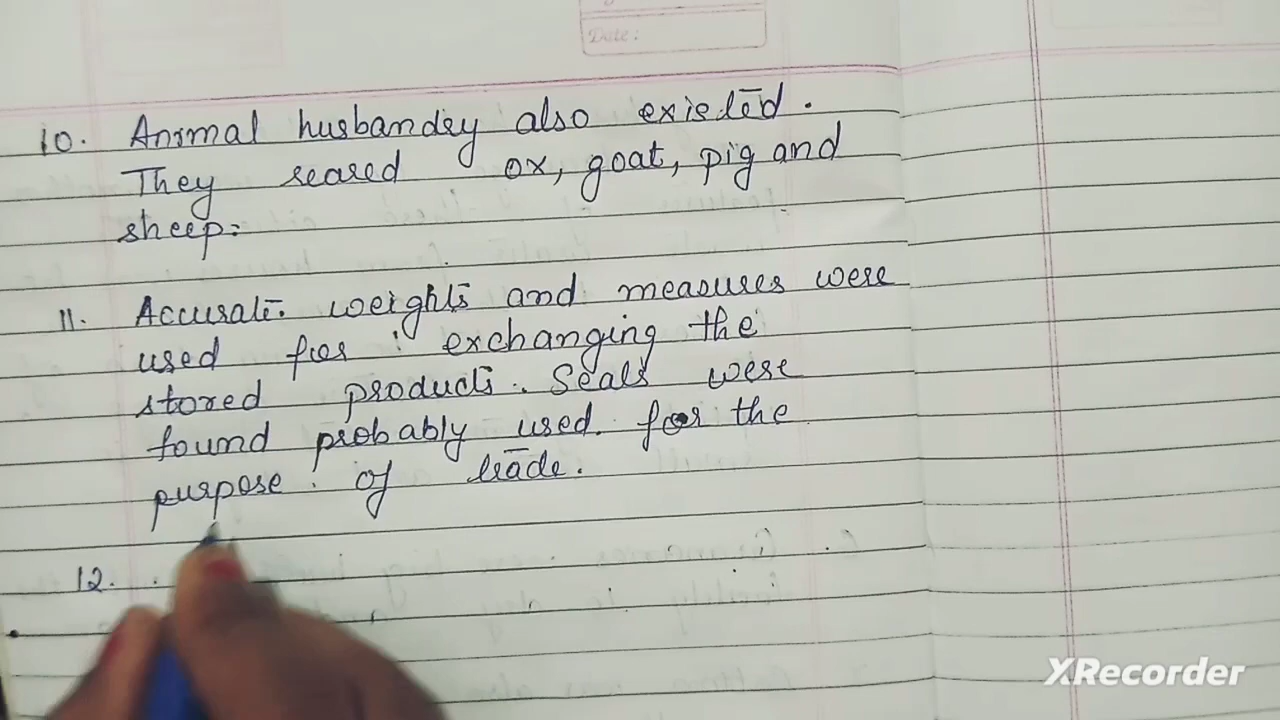 Date:
10. Animal husbandry also existed.
They reared ox, goat, pig and
sheep.
11. Accurate weights and measures were
used for exchanging the
stored products. Seals were
found probably used for the
purpose of trade.
12.
XRecorder